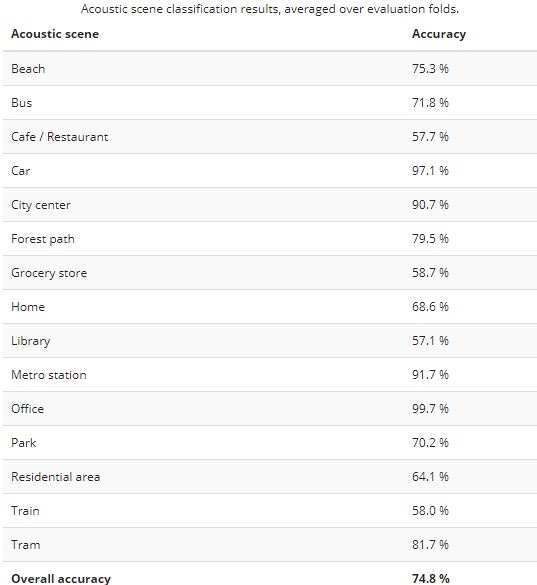 Acoustic scene classification results, averaged over evaluation folds.
Acoustic scene Accuracy
Beach 75.3 %
Bus 71.8 %
Cafe / Restaurant 57.7 %
Car 97.1 %
City center 90.7 %
Forest path 79.5 %
Grocery store 58.7 %
Home 68.6 %
Library 57.1 %
Metro station 91.7 %
Office 99.7 %
Park 70.2 %
Residential area 64.1 %
Train 58.0 %
Tram 81.7 %
Overall accuracy 74.8 %